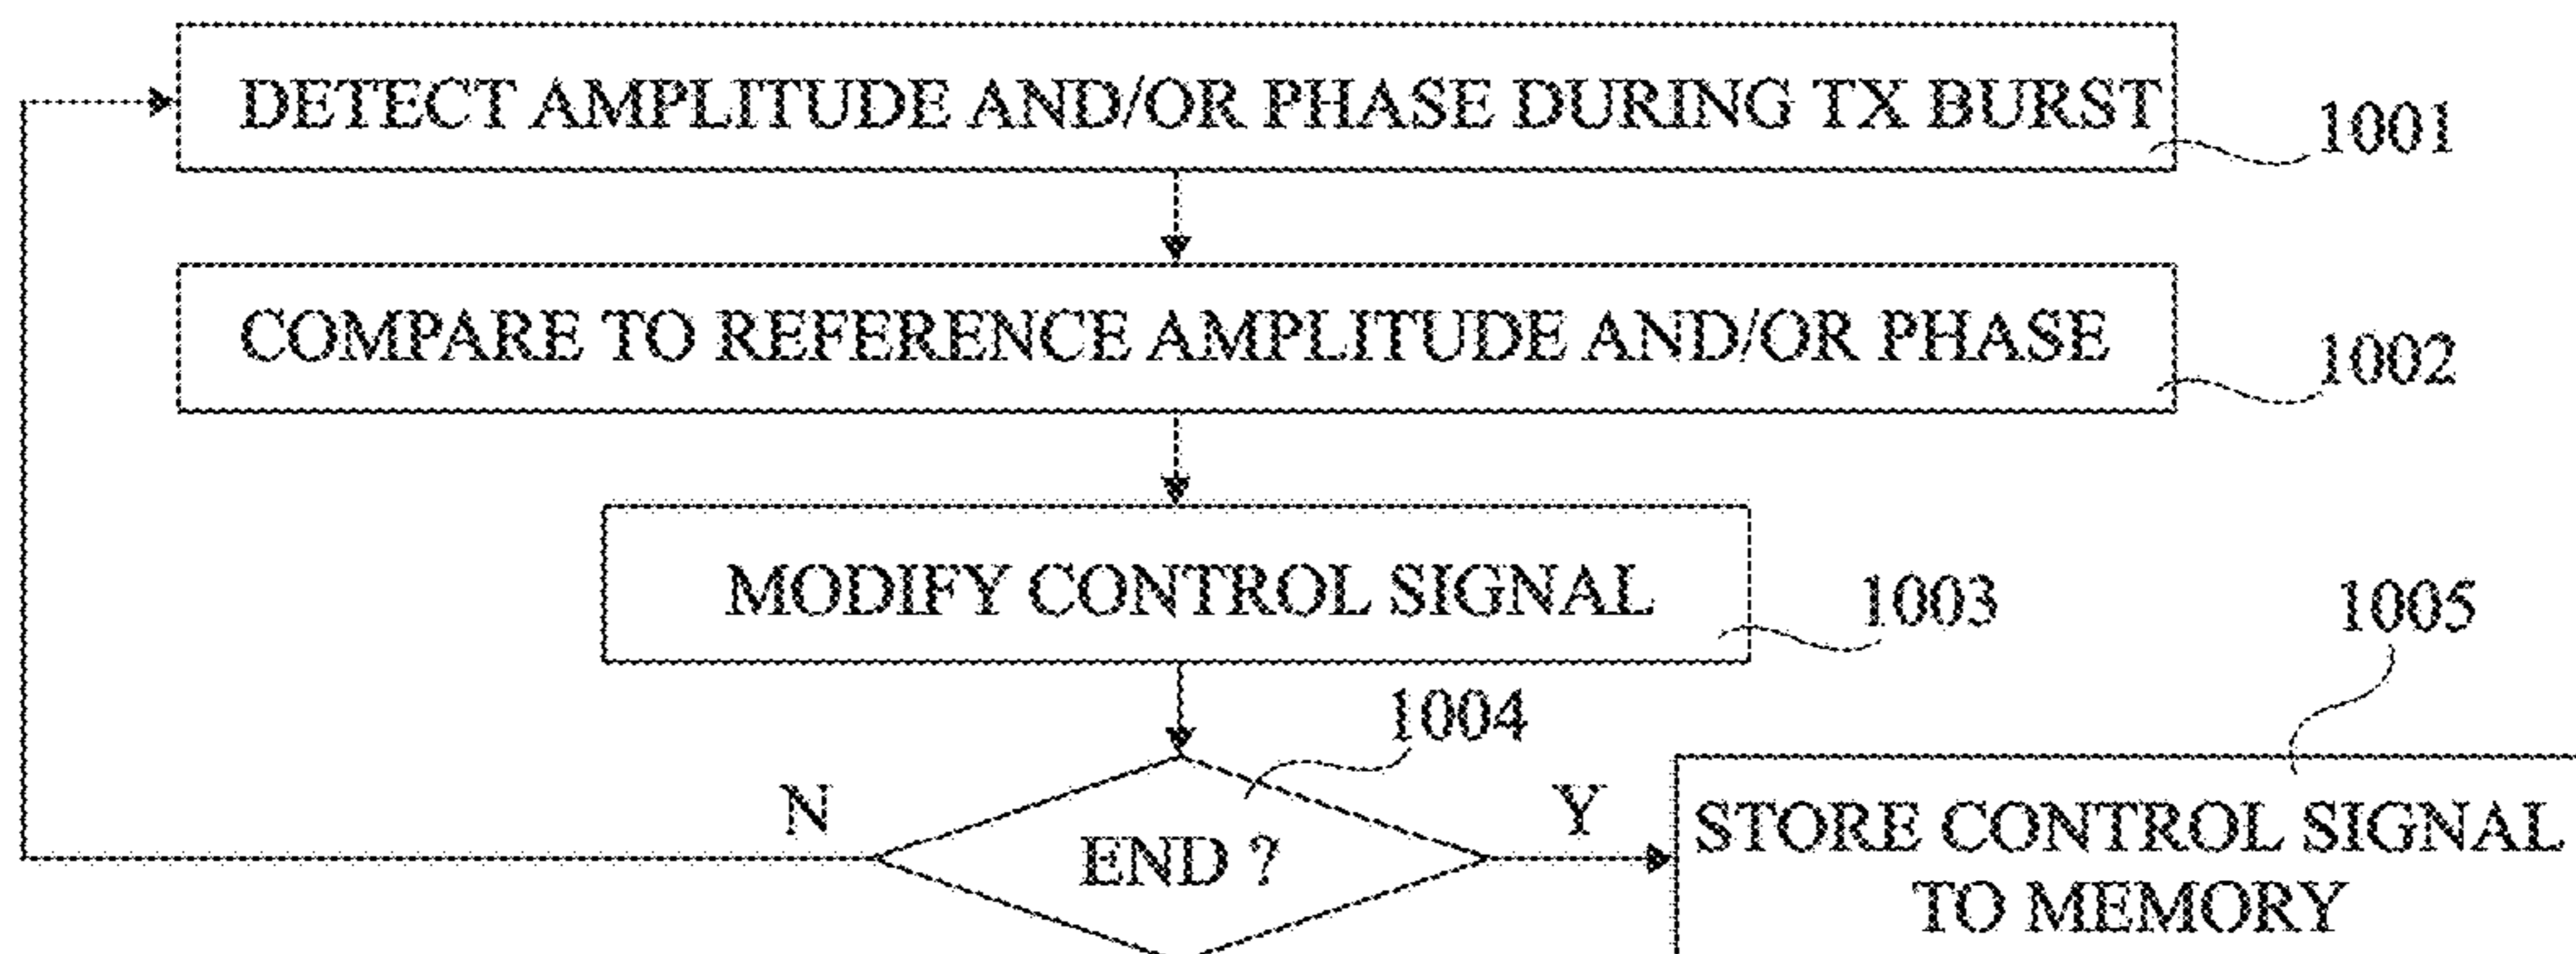 DETECT AMPLITUDE AND/OR PHASE DURING TX BURST
1001
COMPARE TO REFERENCE AMPLITUDE AND/OR PHASE
1002
MODIFY CONTROL SIGNAL
1003
1005
1004
N
END ?
Y
STORE CONTROL SIGNAL
TO MEMORY